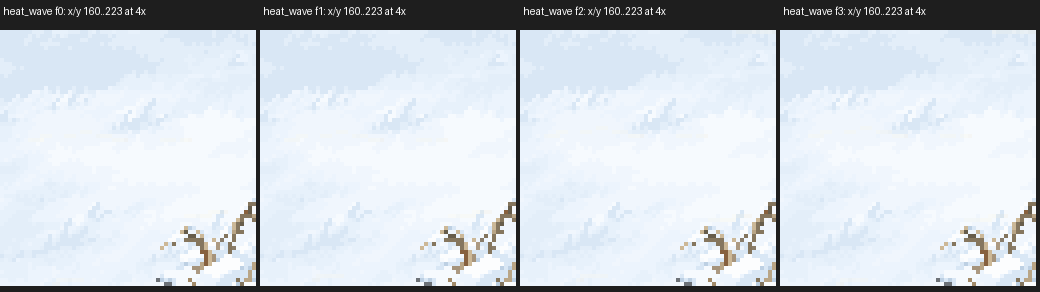 heat_wave f0: x/y 160..223 at 4x
heat_wave f1: x/y 160..223 at 4x
heat_wave f2: x/y 160..223 at 4x
heat_wave f3: x/y 160..223 at 4x